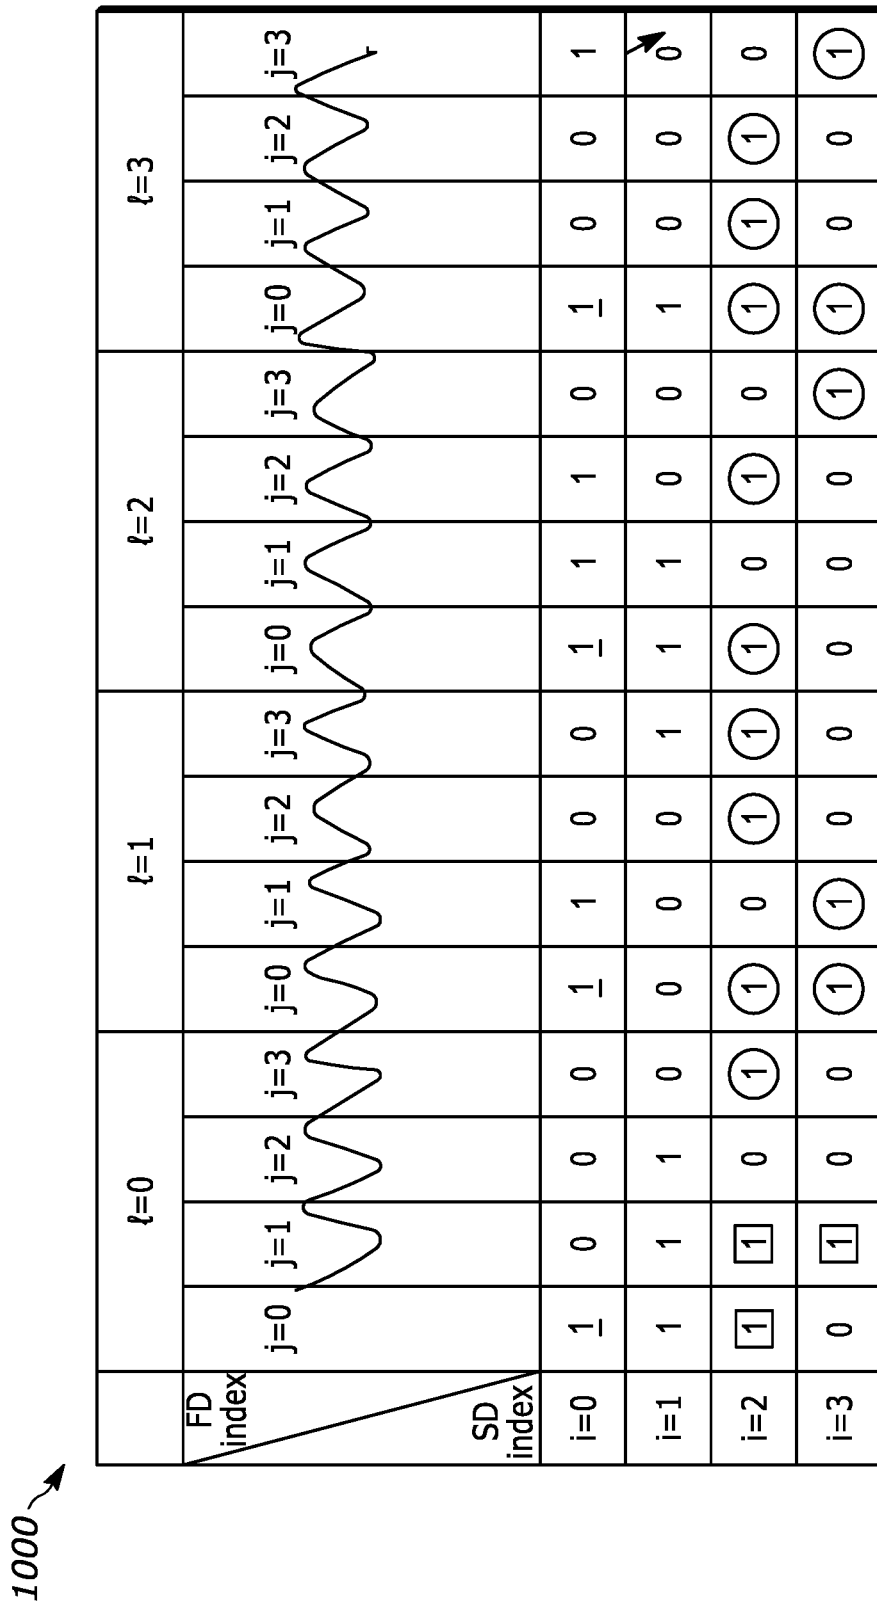 1000
ℓ=0 ℓ=1 ℓ=2 ℓ=3
FD index SD index j=0 j=1 j=2 j=3 j=0 j=1 j=2 j=3 j=0 j=1 j=2 j=3 j=0 j=1 j=2 j=3
i=0 1 0 0 0 1 1 0 0 1 1 1 0 1 0 0 1
i=1 1 1 1 0 0 0 0 1 1 1 0 0 1 0 0 0
i=2 1 1 0 1 1 0 1 1 1 0 1 0 1 1 1 0
i=3 0 1 0 0 1 1 0 0 0 0 0 1 1 0 0 1